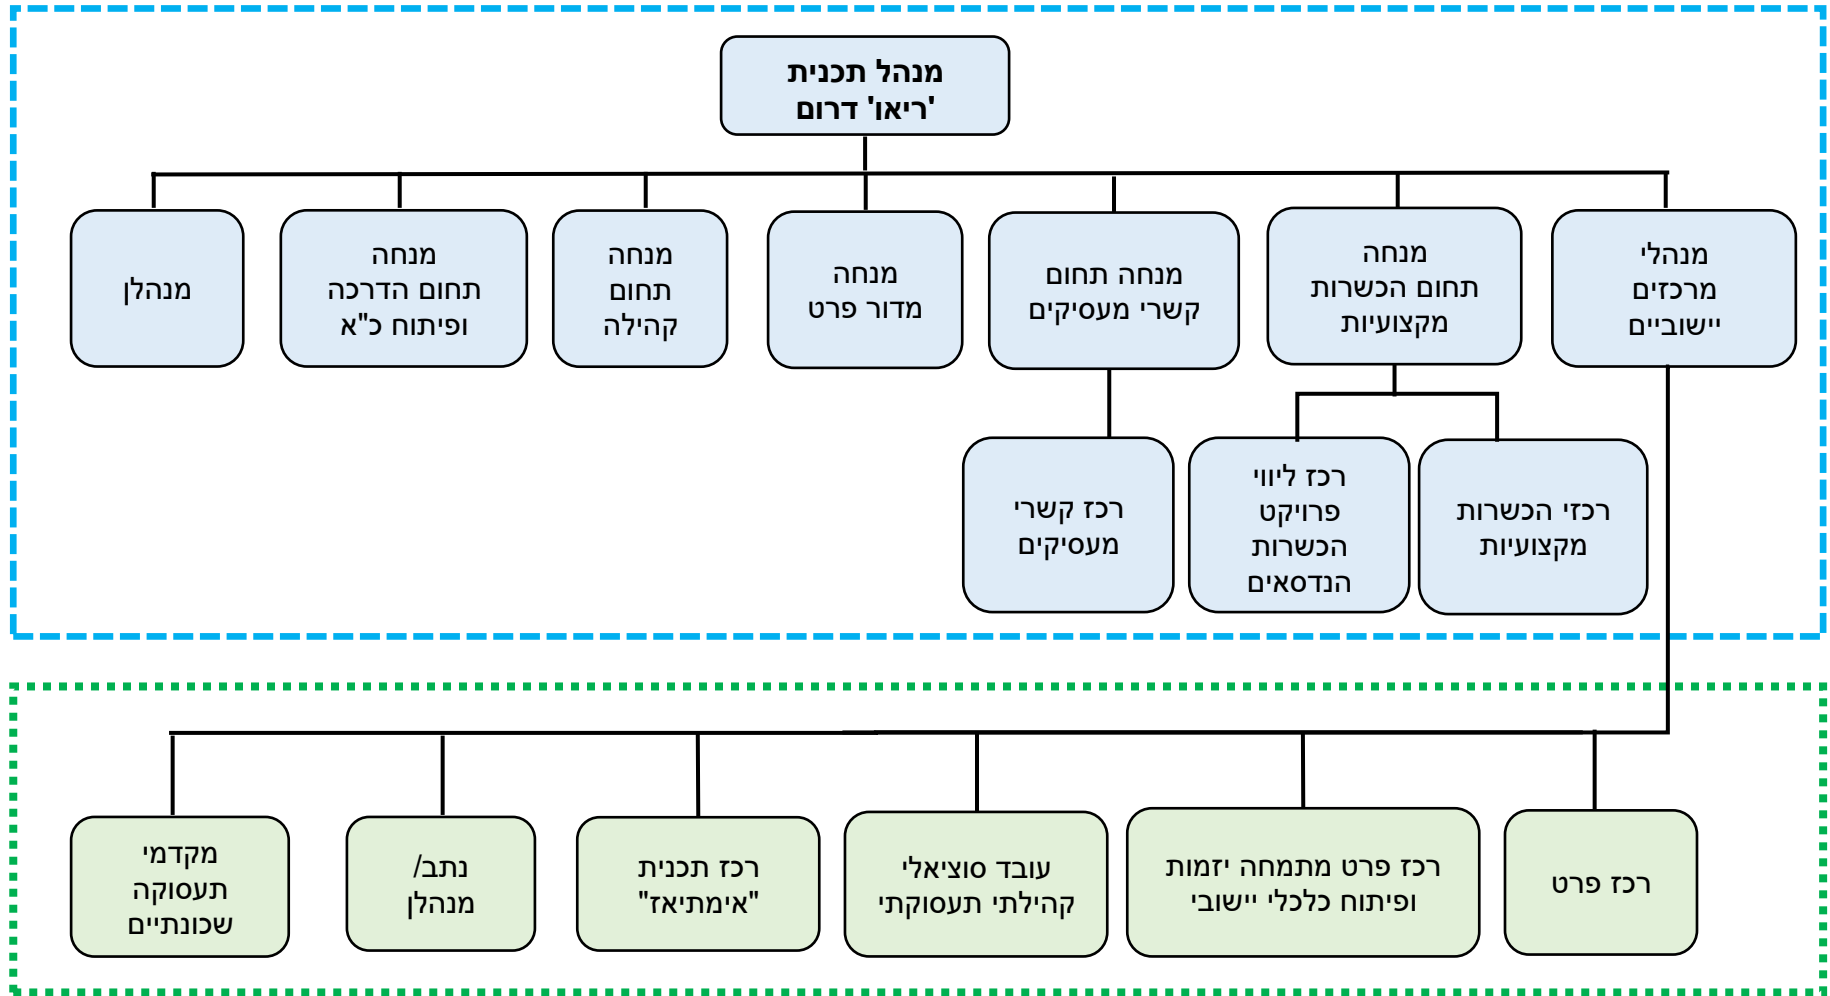 מנהל תכנית
'ריאן' דרום
מנהלי
מרכזים
יישוביים
מנחה
תחום הכשרות
מקצועיות
מנחה תחום
קשרי מעסיקים
מנחה
מדור פרט
מנחה
תחום
קהילה
מנחה
תחום הדרכה
ופיתוח כ"א
מנהלן
רכזי הכשרות
מקצועיות
רכז ליווי
פרויקט
הכשרות
הנדסאים
רכז קשרי
מעסיקים
רכז פרט
רכז פרט מתמחה יזמות
ופיתוח כלכלי יישובי
עובד סוציאלי
קהילתי תעסוקתי
רכז תכנית
"אימתיאז"
נתב/
מנהלן
מקדמי
תעסוקה
שכונתיים